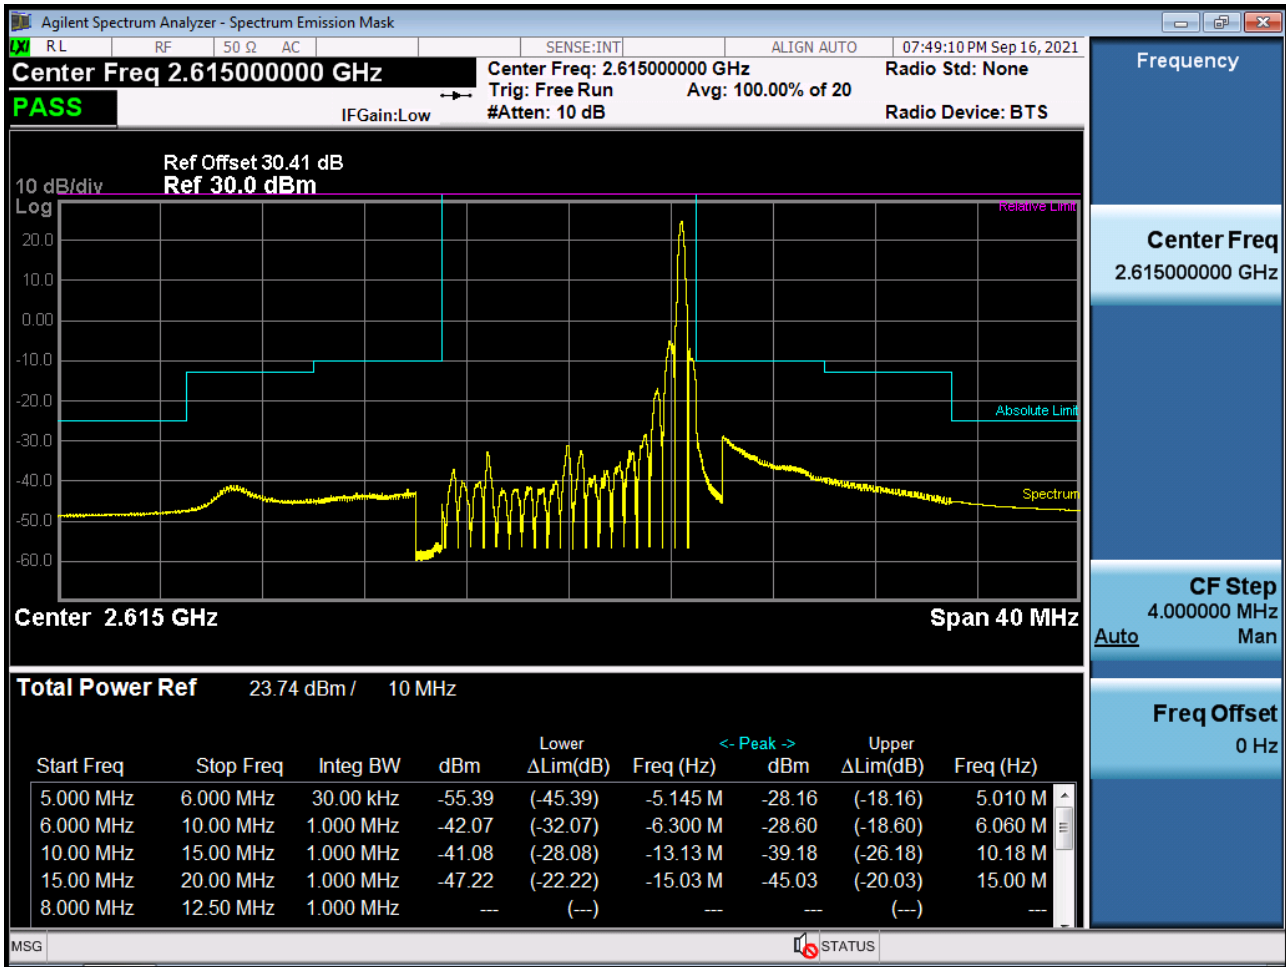 Agilent Spectrum Analyzer - Spectrum Emission Mask
LXI RL RF 50 Ω AC SENSE:INT ALIGN AUTO 07:49:10 PM Sep 16, 2021
Center Freq 2.615000000 GHz
Center Freq: 2.615000000 GHz
Radio Std: None
Trig: Free Run Avg: 100.00% of 20
PASS
IFGain:Low
#Atten: 10 dB
Radio Device: BTS
Ref Offset 30.41 dB
10 dB/div Ref 30.0 dBm
Log
Relative Limit
20.0
10.0
0.00
-10.0
-20.0
Absolute Limit
-30.0
-40.0
Spectrum
-50.0
-60.0
Center 2.615 GHz Span 40 MHz
Total Power Ref 23.74 dBm / 10 MHz
Lower <- Peak -> Upper
Start Freq Stop Freq Integ BW dBm ΔLim(dB) Freq (Hz) dBm ΔLim(dB) Freq (Hz)
5.000 MHz 6.000 MHz 30.00 kHz -55.39 (-45.39) -5.145 M -28.16 (-18.16) 5.010 M
6.000 MHz 10.00 MHz 1.000 MHz -42.07 (-32.07) -6.300 M -28.60 (-18.60) 6.060 M
10.00 MHz 15.00 MHz 1.000 MHz -41.08 (-28.08) -13.13 M -39.18 (-26.18) 10.18 M
15.00 MHz 20.00 MHz 1.000 MHz -47.22 (-22.22) -15.03 M -45.03 (-20.03) 15.00 M
8.000 MHz 12.50 MHz 1.000 MHz --- (---) --- --- (---) ---
MSG STATUS
Frequency
Center Freq
2.615000000 GHz
CF Step
4.000000 MHz
Auto Man
Freq Offset
0 Hz